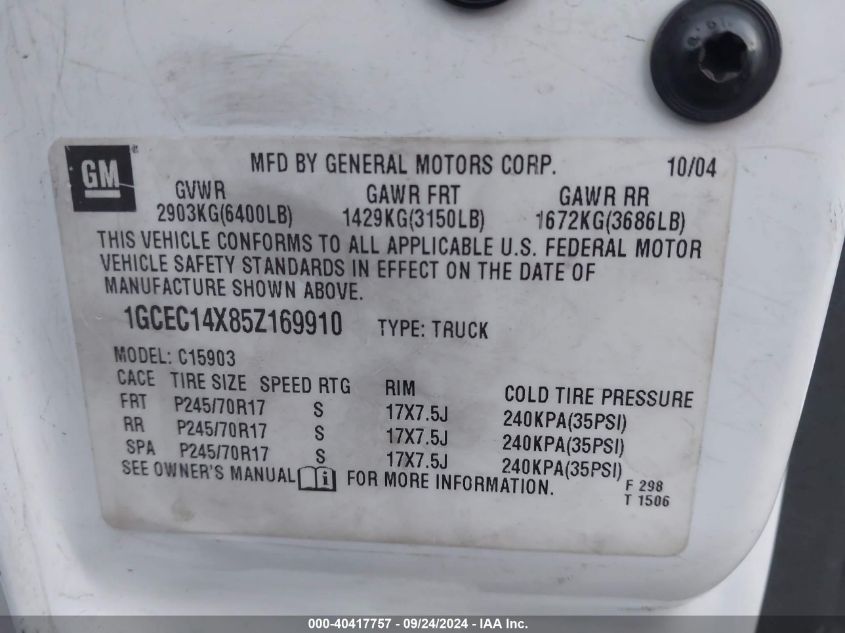 GM
MFD BY GENERAL MOTORS CORP. 10/04
GVWR GAWR FRT GAWR RR
2903KG(6400LB) 1429KG(3150LB) 1672KG(3686LB)
THIS VEHICLE CONFORMS TO ALL APPLICABLE U.S. FEDERAL MOTOR
VEHICLE SAFETY STANDARDS IN EFFECT ON THE DATE OF
MANUFACTURE SHOWN ABOVE.
1GCEC14X85Z169910 TYPE: TRUCK
MODEL: C15903
CACE TIRE SIZE SPEED RTG RIM COLD TIRE PRESSURE
FRT P245/70R17 S 17X7.5J 240KPA(35PSI)
RR P245/70R17 S 17X7.5J 240KPA(35PSI)
SPA P245/70R17 S 17X7.5J 240KPA(35PSI)
SEE OWNER'S MANUAL i FOR MORE INFORMATION.
F 298
T 1506
000-40417757 - 09/24/2024 - IAA Inc.